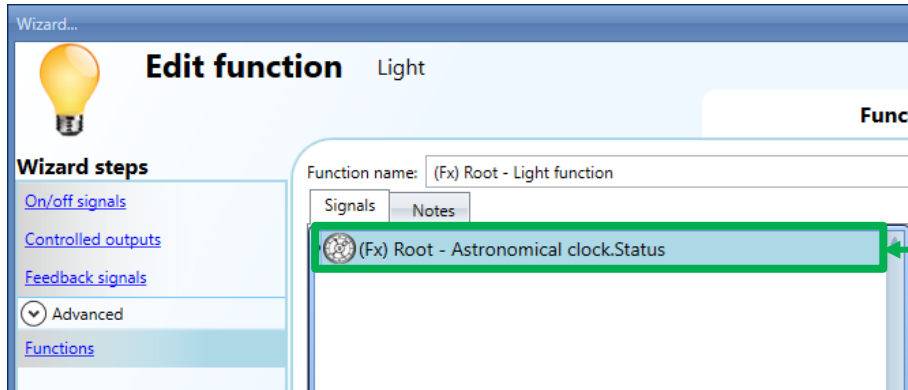 Wizard...
Edit function Light
Func
Wizard steps
On/off signals
Controlled outputs
Feedback signals
Advanced
Functions
Function name: (Fx) Root - Light function
Signals Notes
(Fx) Root - Astronomical clock.Status